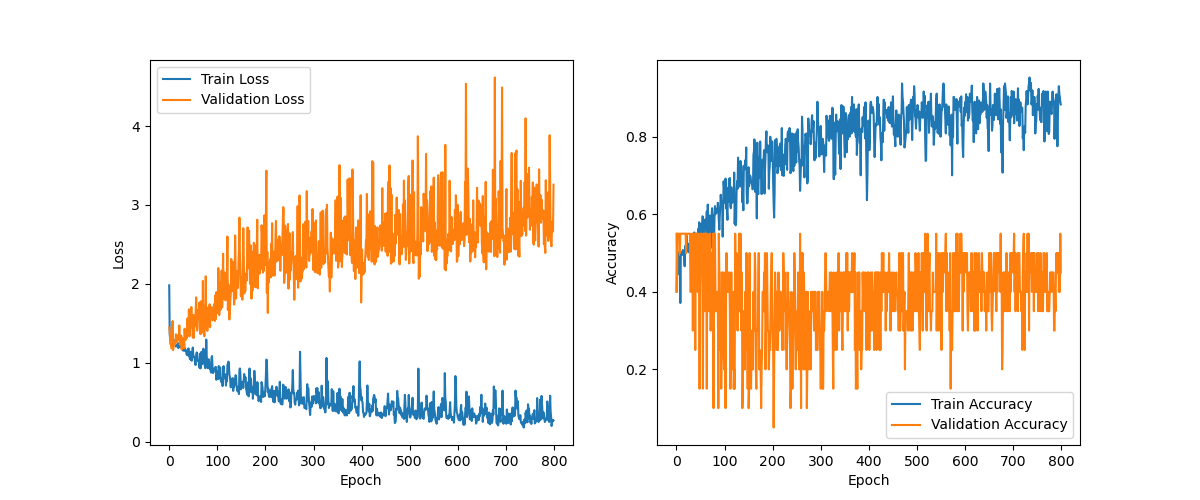 Train Loss
Validation Loss
Loss
4
3
2
1
0
0 100 200 300 400 500 600 700 800
Epoch
Accuracy
0.8
0.6
0.4
0.2
Train Accuracy
Validation Accuracy
0 100 200 300 400 500 600 700 800
Epoch